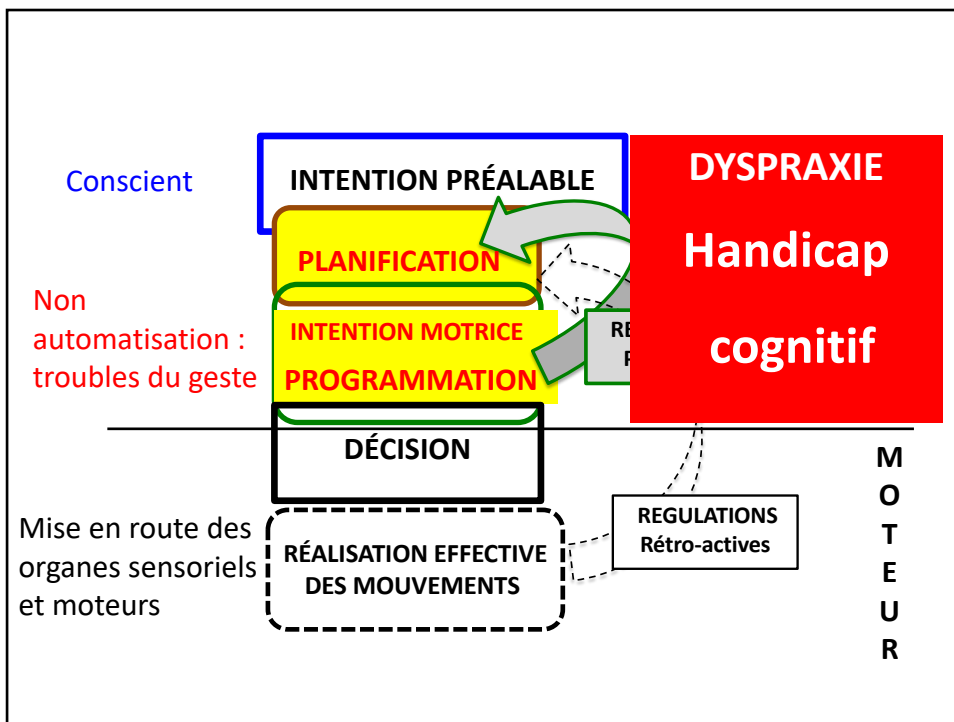 Conscient
INTENTION PRÉALABLE
DYSPRAXIE
Handicap
cognitif
PLANIFICATION
Non
automatisation :
troubles du geste
INTENTION MOTRICE
PROGRAMMATION
DÉCISION
M
O
T
E
U
R
Mise en route des
organes sensoriels
et moteurs
RÉALISATION EFFECTIVE
DES MOUVEMENTS
REGULATIONS
Rétro-actives